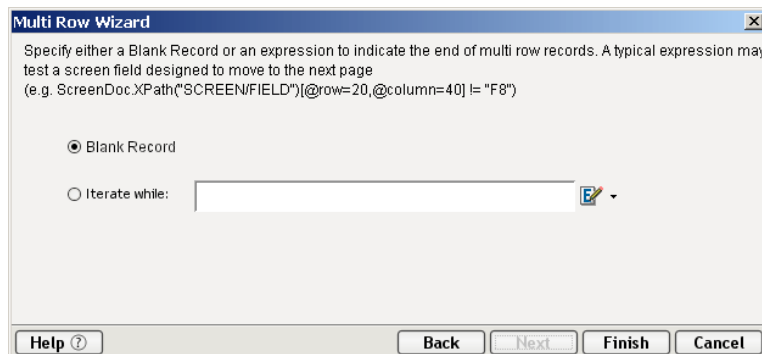 Multi Row Wizard
Specify either a Blank Record or an expression to indicate the end of multi row records. A typical expression may
test a screen field designed to move to the next page
(e.g. ScreenDoc.XPath("SCREEN/FIELD")[@row=20,@column=40] != "F8")
Blank Record
Iterate while:
Help ?
Back Next Finish Cancel